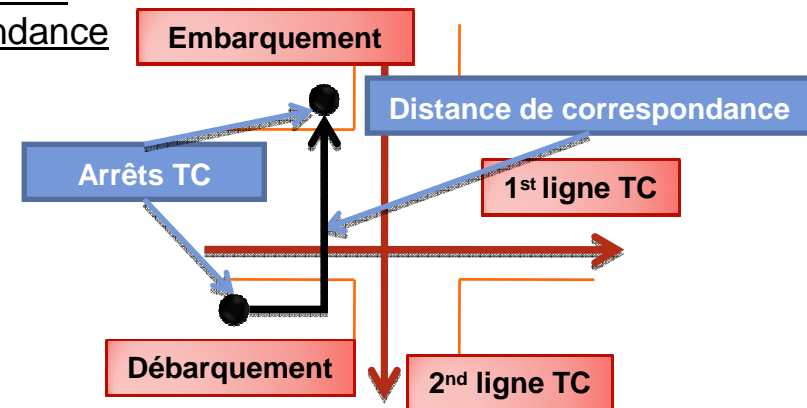 ndance
Embarquement
Distance de correspondance
Arrêts TC
1st ligne TC
Débarquement
2nd ligne TC